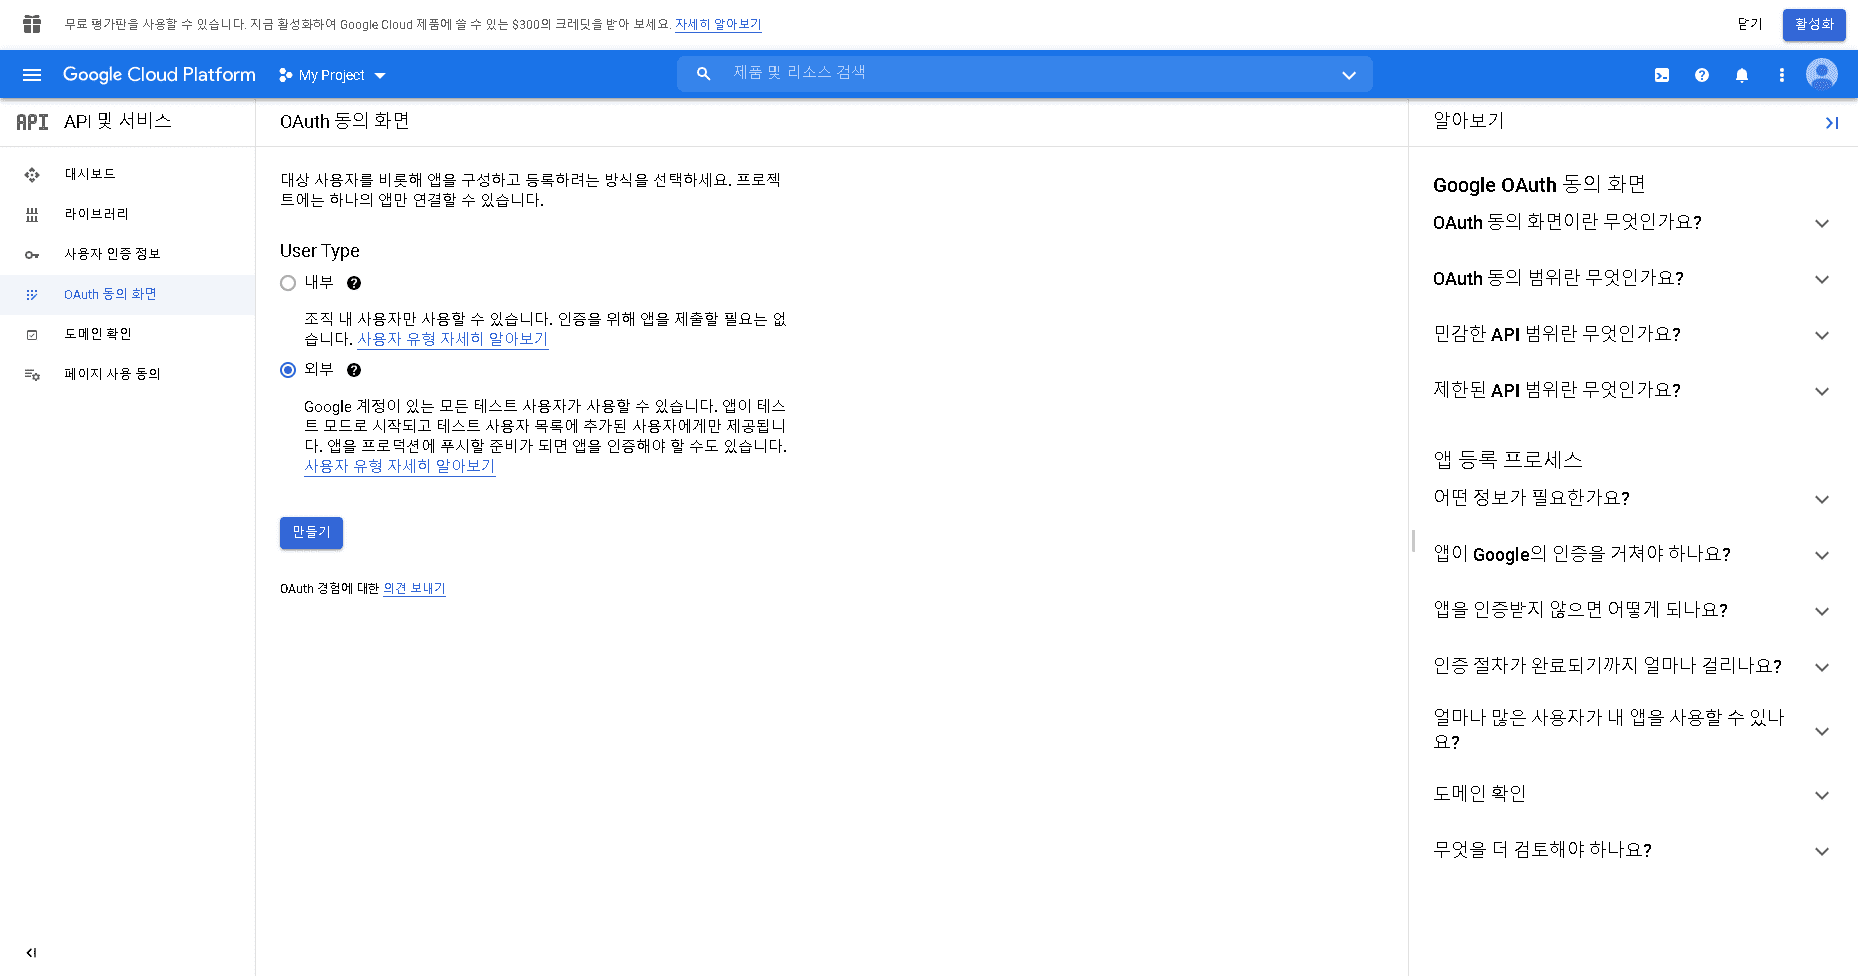 무료 평가판을 사용할 수 있습니다. 지금 활성화하여 Google Cloud 제품에 쓸 수 있는 $300의 크레딧을 받아 보세요. 자세히 알아보기
닫기
활성화
Google Cloud Platform
My Project
제품 및 리소스 검색
API API 및 서비스
대시보드
라이브러리
사용자 인증 정보
OAuth 동의 화면
도메인 확인
페이지 사용 동의
OAuth 동의 화면
대상 사용자를 비롯해 앱을 구성하고 등록하려는 방식을 선택하세요. 프로젝
트에는 하나의 앱만 연결할 수 있습니다.
User Type
내부
조직 내 사용자만 사용할 수 있습니다. 인증을 위해 앱을 제출할 필요는 없
습니다. 사용자 유형 자세히 알아보기
외부
Google 계정이 있는 모든 테스트 사용자가 사용할 수 있습니다. 앱이 테스
트 모드로 시작되고 테스트 사용자 목록에 추가된 사용자에게만 제공됩니
다. 앱을 프로덕션에 푸시할 준비가 되면 앱을 인증해야 할 수도 있습니다.
사용자 유형 자세히 알아보기
만들기
OAuth 경험에 대한 의견 보내기
알아보기
Google OAuth 동의 화면
OAuth 동의 화면이란 무엇인가요?
OAuth 동의 범위란 무엇인가요?
민감한 API 범위란 무엇인가요?
제한된 API 범위란 무엇인가요?
앱 등록 프로세스
어떤 정보가 필요한가요?
앱이 Google의 인증을 거쳐야 하나요?
앱을 인증받지 않으면 어떻게 되나요?
인증 절차가 완료되기까지 얼마나 걸리나요?
얼마나 많은 사용자가 내 앱을 사용할 수 있나
요?
도메인 확인
무엇을 더 검토해야 하나요?